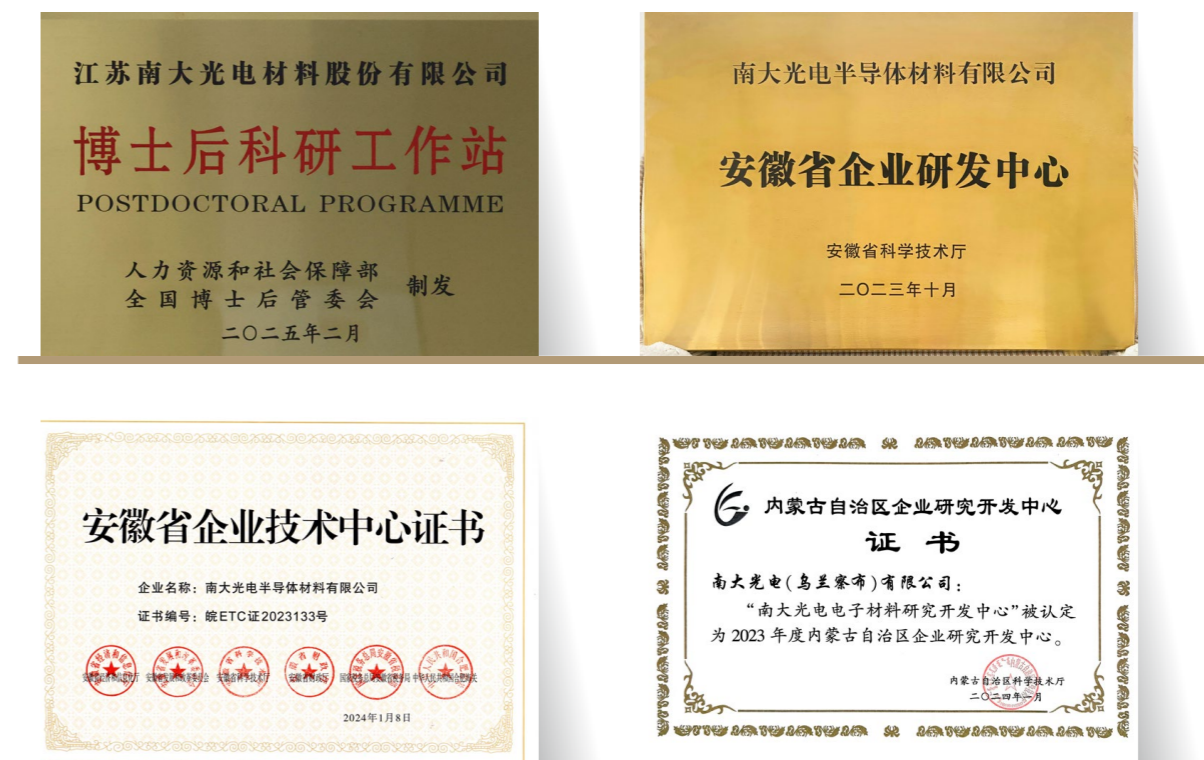 江苏南大光电材料股份有限公司
博士后科研工作站
POSTDOCTORAL PROGRAMME
人力资源和社会保障部
全国博士后管委会
制发
二〇二五年二月
南大光电半导体材料有限公司
安徽省企业研发中心
安徽省科学技术厅
二〇二三年十月
安徽省企业技术中心证书
企业名称：南大光电半导体材料有限公司
证书编号：皖ETC证2023133号
2024年1月8日
内蒙古自治区企业研究开发中心
证 书
南大光电(乌兰察布)有限公司：
“南大光电电子材料研究开发中心”被认定
为 2023 年度内蒙古自治区企业研究开发中心。
内蒙古自治区科学技术厅
二〇二四年一月